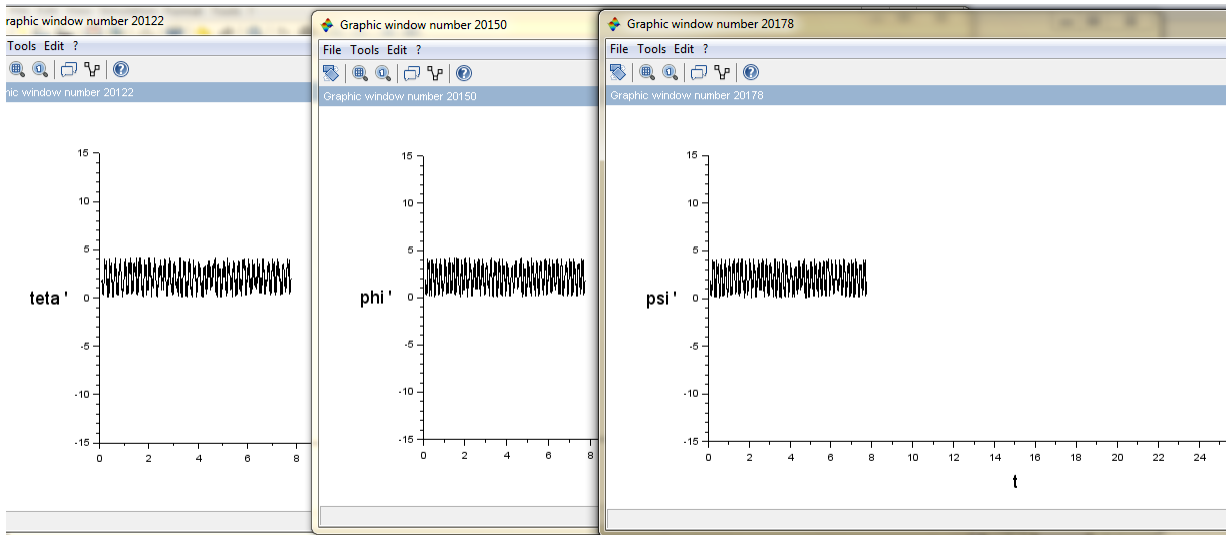 raphic window number 20122
Tools Edit ?
hic window number 20122
teta '
15
10
5
0
-5
-10
-15
0 2 4 6 8
Graphic window number 20150
File Tools Edit ?
Graphic window number 20150
phi '
15
10
5
0
-5
-10
-15
0 2 4 6 8
Graphic window number 20178
File Tools Edit ?
Graphic window number 20178
psi '
15
10
5
0
-5
-10
-15
0 2 4 6 8 10 12 14 16 18 20 22 24
t